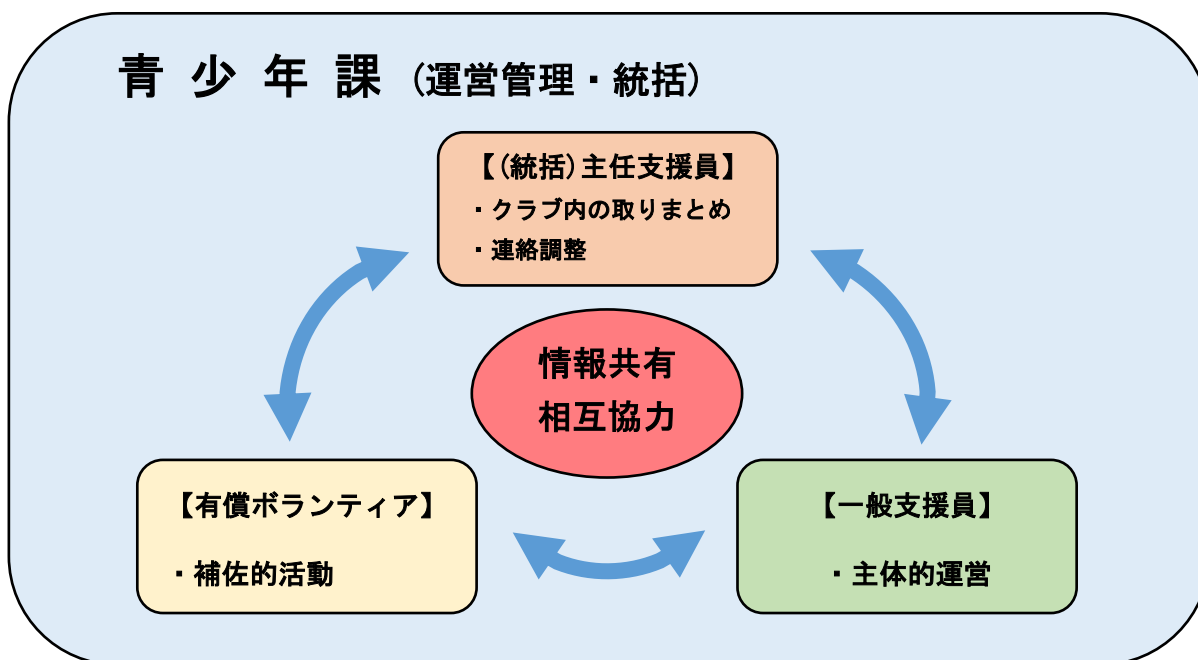 青少年課(運営管理・統括)
【(統括)主任支援員】
・クラブ内の取りまとめ
・連絡調整
情報共有
相互協力
【有償ボランティア】
・補佐的活動
【一般支援員】
・主体的運営